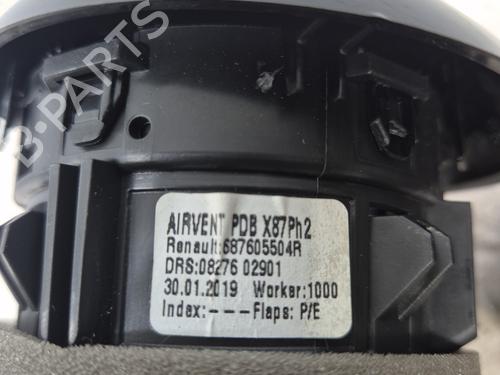 B-PARTS
AIRVENT PDB X87Ph2
Renault:687605504R
DRS:08276 02901
30.01.2019 Worker:1000
Index:--- Flaps: P/E